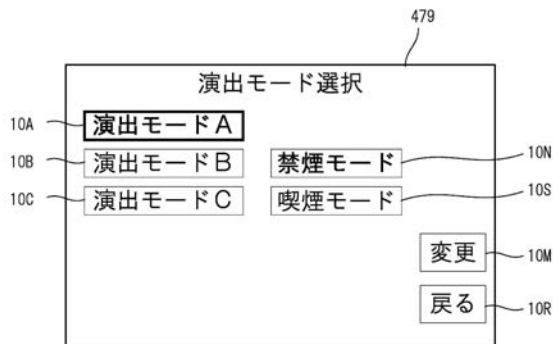 479
演出モード選択
10A 演出モードA
10B 演出モードB 禁煙モード 10N
10C 演出モードC 喫煙モード 10S
変更 10M
戻る 10R